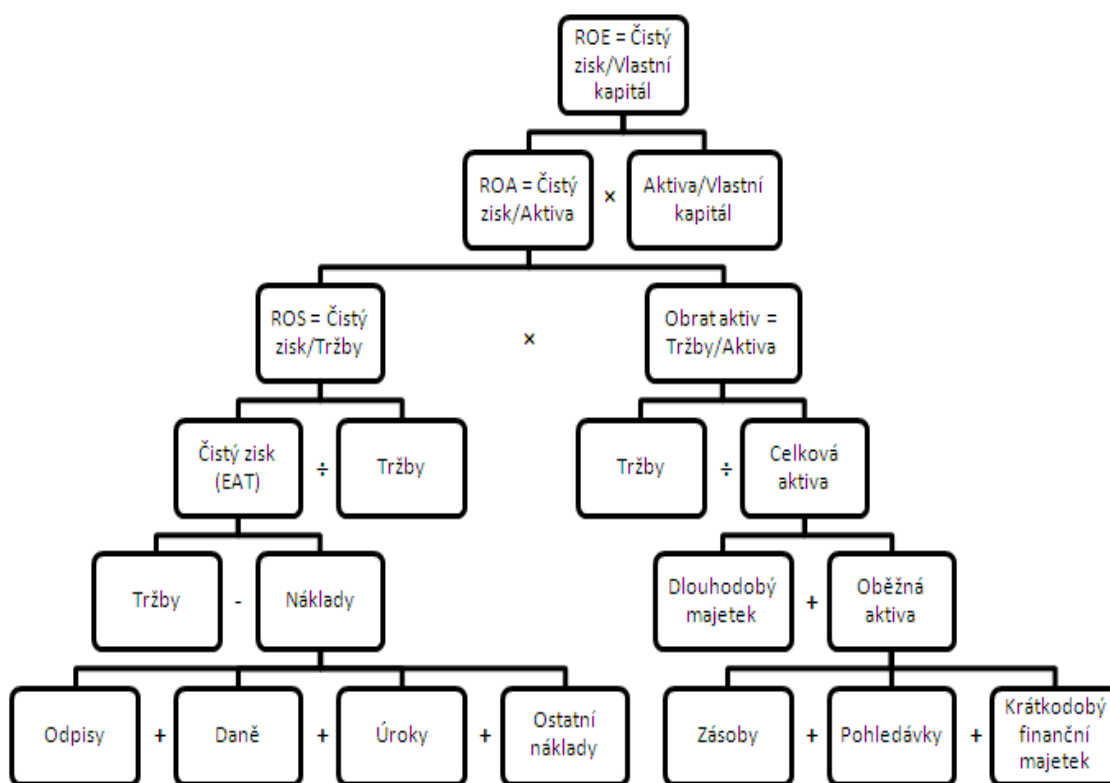 ROE = Čistý
zisk/Vlastní
kapitál
ROA = Čistý
zisk/Aktiva
×
Aktiva/Vlastní
kapitál
ROS = Čistý
zisk/Tržby
×
Obrat aktiv =
Tržby/Aktiva
Čistý zisk
(EAT)
÷
Tržby
Tržby
÷
Celková
aktiva
Tržby
-
Náklady
Dlouhodobý
majetek
+
Oběžná
aktiva
Odpisy
+
Daně
+
Úroky
+
Ostatní
náklady
Zásoby
+
Pohledávky
+
Krátkodobý
finanční
majetek